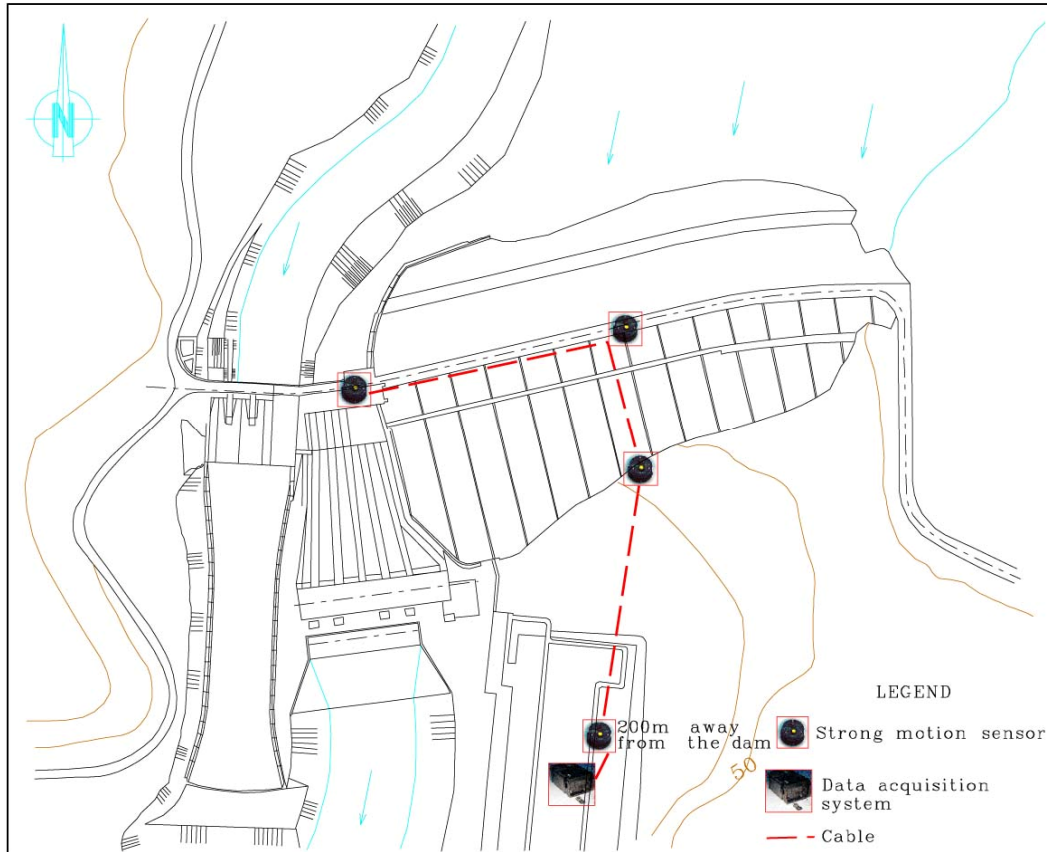 N
200m away
from the dam
50
LEGEND
Strong motion sensor
Data acquisition
system
Cable